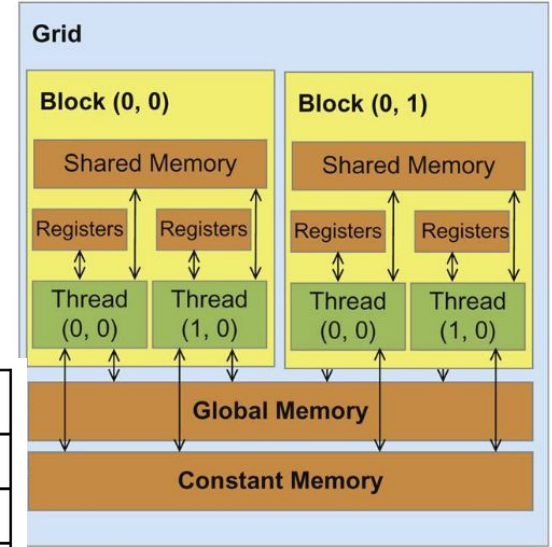 Grid
Block (0, 0)
Shared Memory
Registers
Registers
Thread
(0, 0)
Thread
(1, 0)
Block (0, 1)
Shared Memory
Registers
Registers
Thread
(0, 0)
Thread
(1, 0)
Global Memory
Constant Memory